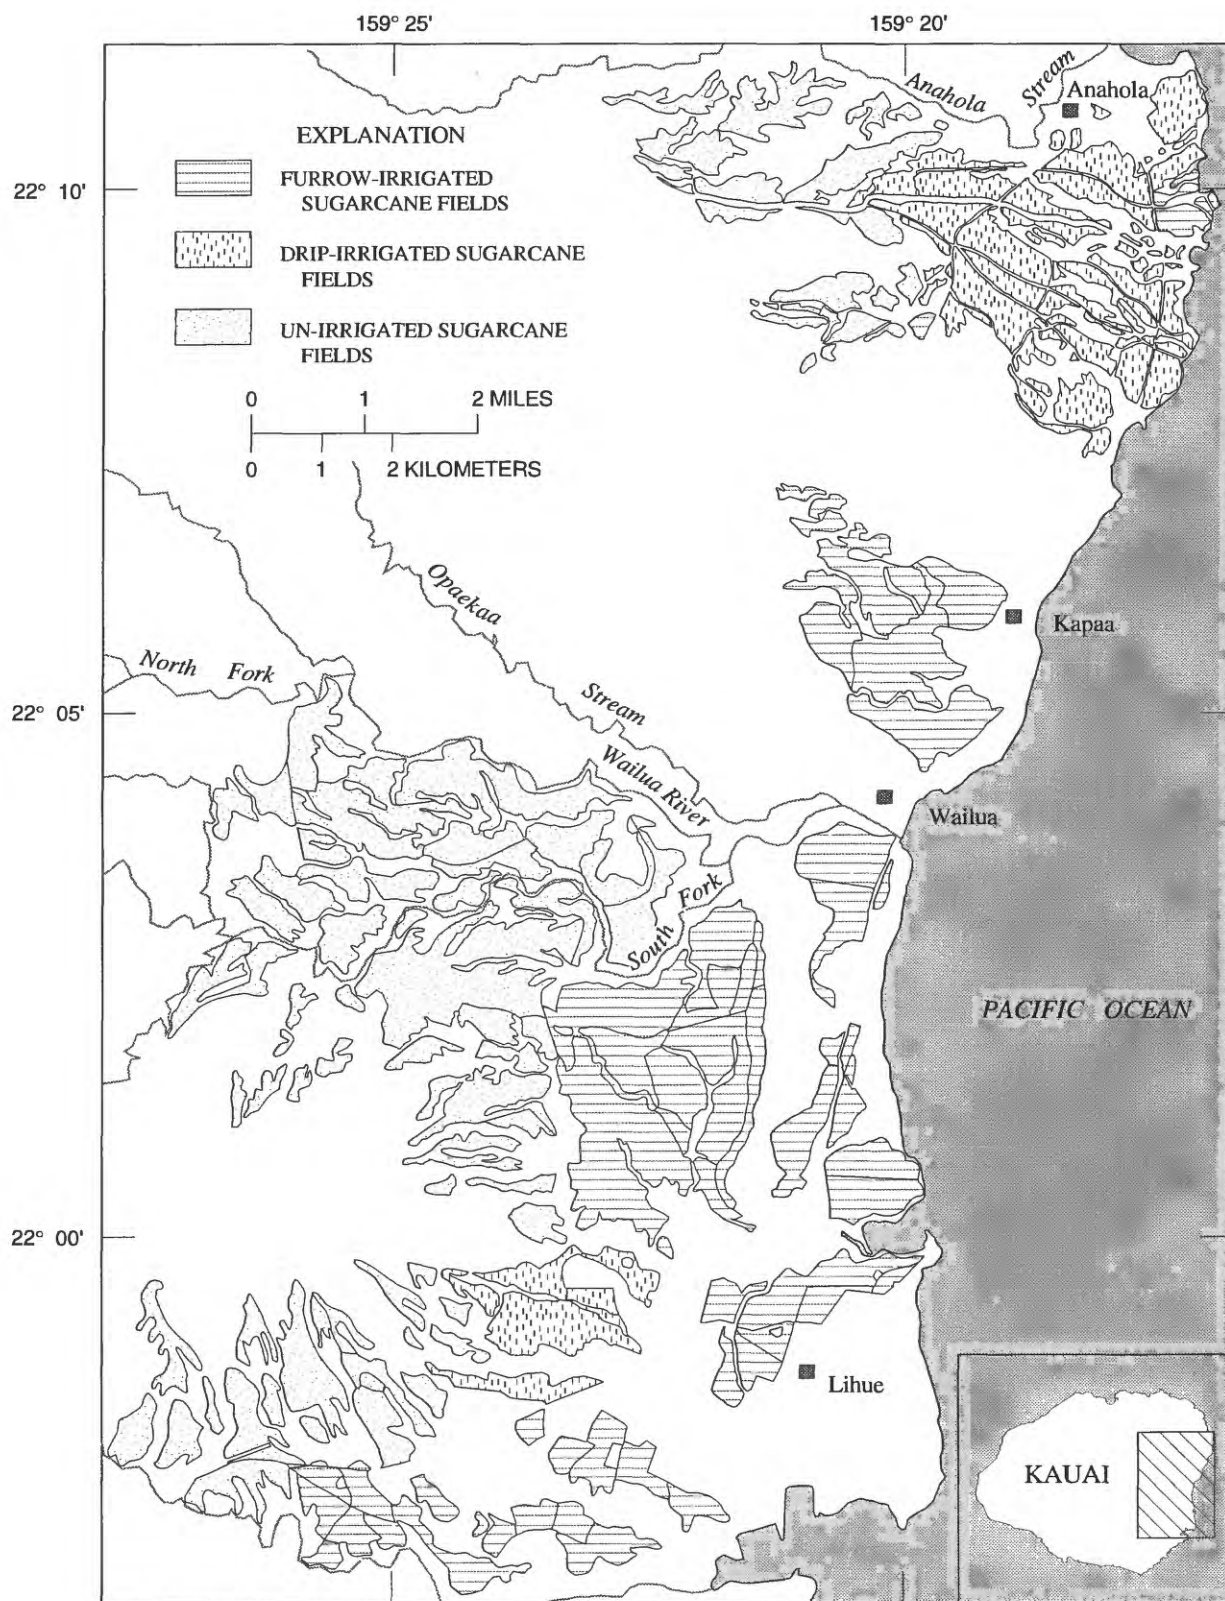 159° 25'
159° 20'
Anahola
Stream
Anahola
EXPLANATION
22° 10'
FURROW-IRRIGATED
SUGARCANE FIELDS
DRIP-IRRIGATED SUGARCANE
FIELDS
UN-IRRIGATED SUGARCANE
FIELDS
0 1 2 MILES
0 1 2 KILOMETERS
Opaekaa
Stream
Kapaa
North Fork
22° 05'
Wailua River
Wailua
South Fork
PACIFIC OCEAN
22° 00'
Lihue
KAUAI